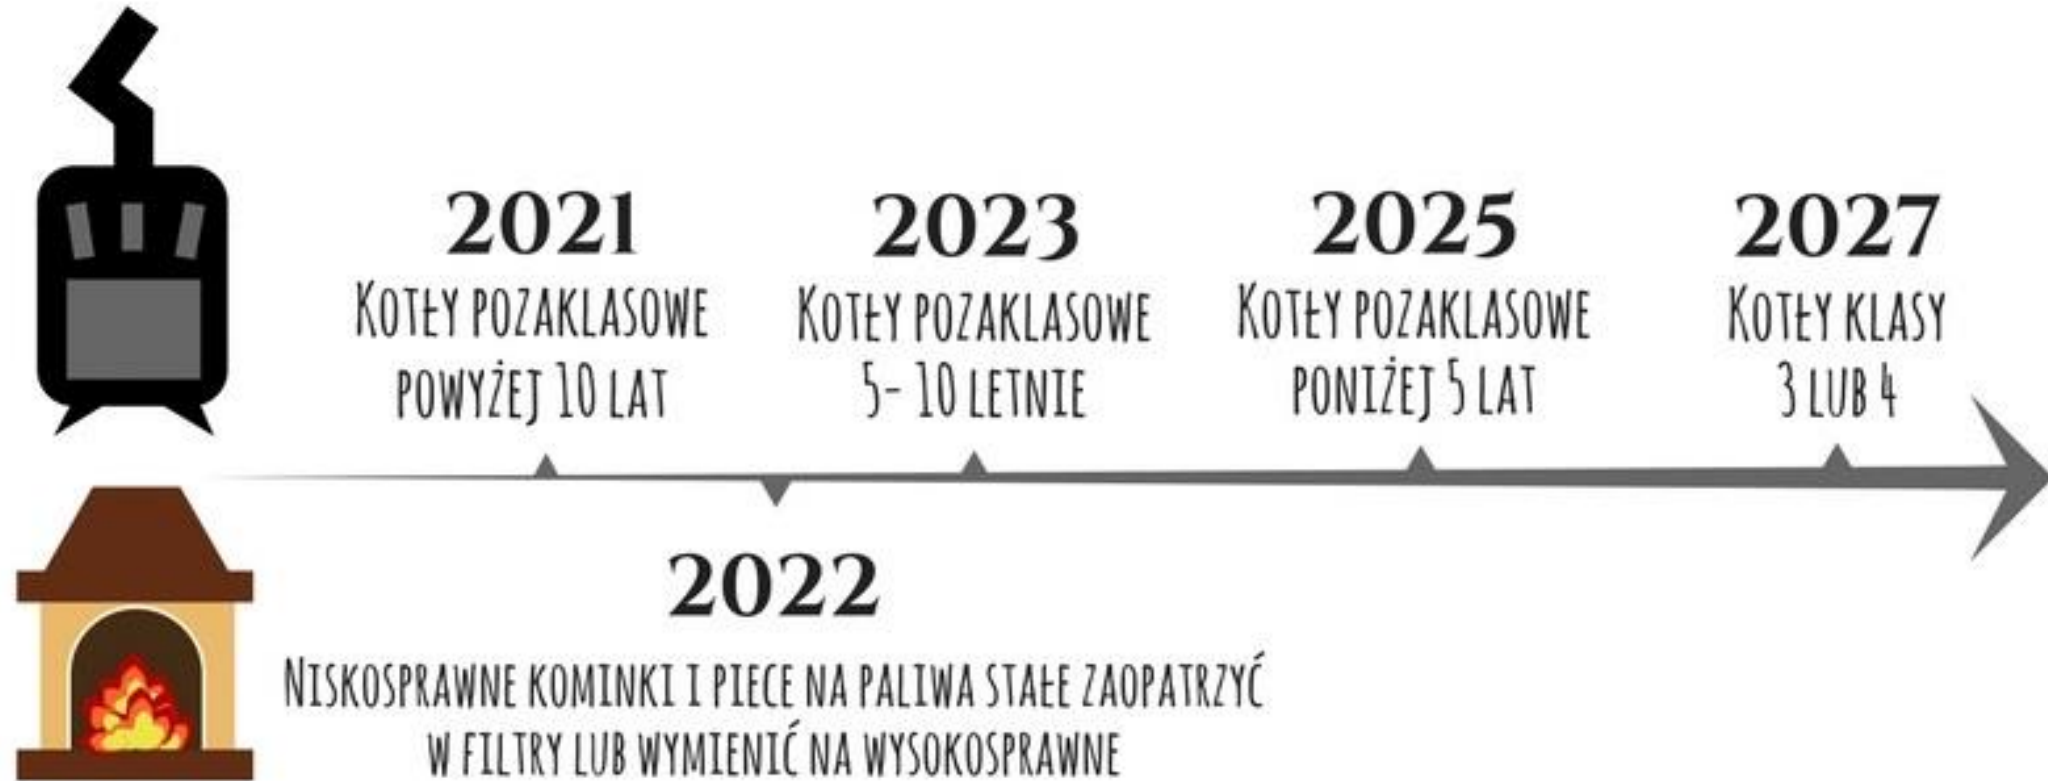 2021
Kotły pozaklasowe
powyżej 10 lat
2023
Kotły pozaklasowe
5- 10 letnie
2025
Kotły pozaklasowe
poniżej 5 lat
2027
Kotły klasy
3 lub 4
2022
Niskosprawne kominki i piece na paliwa stałe zaopatrzyć
w filtry lub wymienić na wysokosprawne